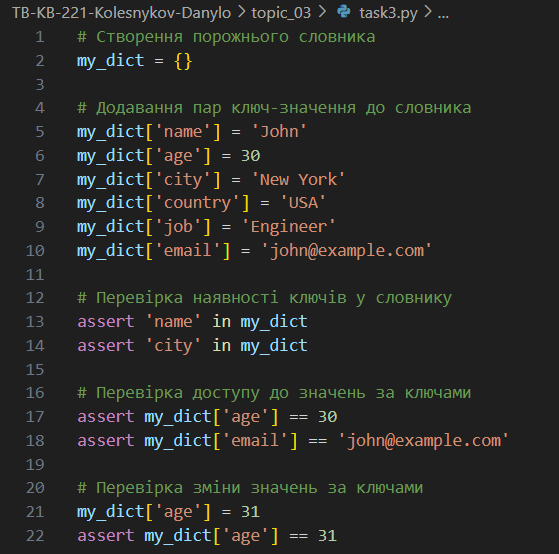 TB-KB-221-Kolesnykov-Danylo > topic_03 > task3.py > ...
1 # Створення порожнього словника
2 my_dict = {}
3
4 # Додавання пар ключ-значення до словника
5 my_dict['name'] = 'John'
6 my_dict['age'] = 30
7 my_dict['city'] = 'New York'
8 my_dict['country'] = 'USA'
9 my_dict['job'] = 'Engineer'
10 my_dict['email'] = 'john@example.com'
11
12 # Перевірка наявності ключів у словнику
13 assert 'name' in my_dict
14 assert 'city' in my_dict
15
16 # Перевірка доступу до значень за ключами
17 assert my_dict['age'] == 30
18 assert my_dict['email'] == 'john@example.com'
19
20 # Перевірка зміни значень за ключами
21 my_dict['age'] = 31
22 assert my_dict['age'] == 31